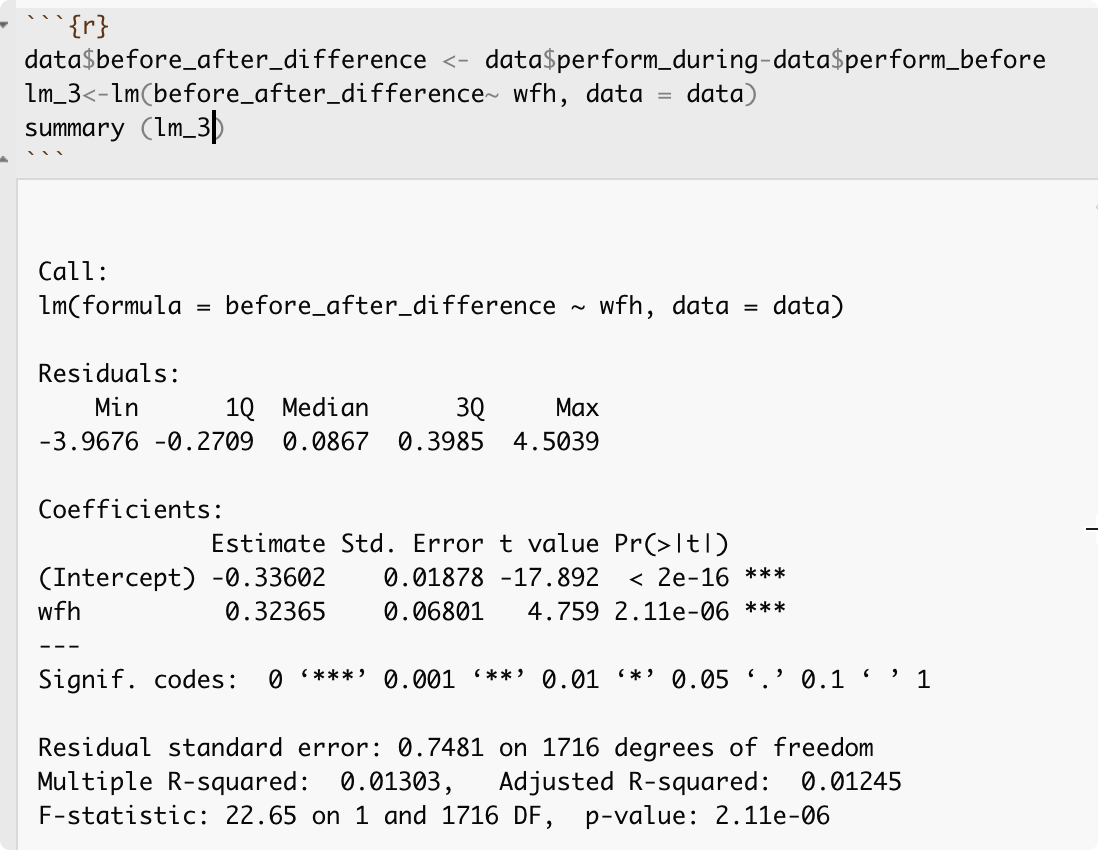 ```{r}
data$before_after_difference <- data$perform_during-data$perform_before
lm_3<-lm(before_after_difference~ wfh, data = data)
summary (lm_3)
```
Call:
lm(formula = before_after_difference ~ wfh, data = data)
Residuals:
    Min      1Q  Median      3Q     Max
-3.9676 -0.2709  0.0867  0.3985  4.5039
Coefficients:
            Estimate Std. Error t value Pr(>|t|)
(Intercept) -0.33602    0.01878 -17.892  < 2e-16 ***
wfh          0.32365    0.06801   4.759 2.11e-06 ***
---
Signif. codes:  0 ‘***’ 0.001 ‘**’ 0.01 ‘*’ 0.05 ‘.’ 0.1 ‘ ’ 1
Residual standard error: 0.7481 on 1716 degrees of freedom
Multiple R-squared:  0.01303,   Adjusted R-squared:  0.01245
F-statistic: 22.65 on 1 and 1716 DF,  p-value: 2.11e-06